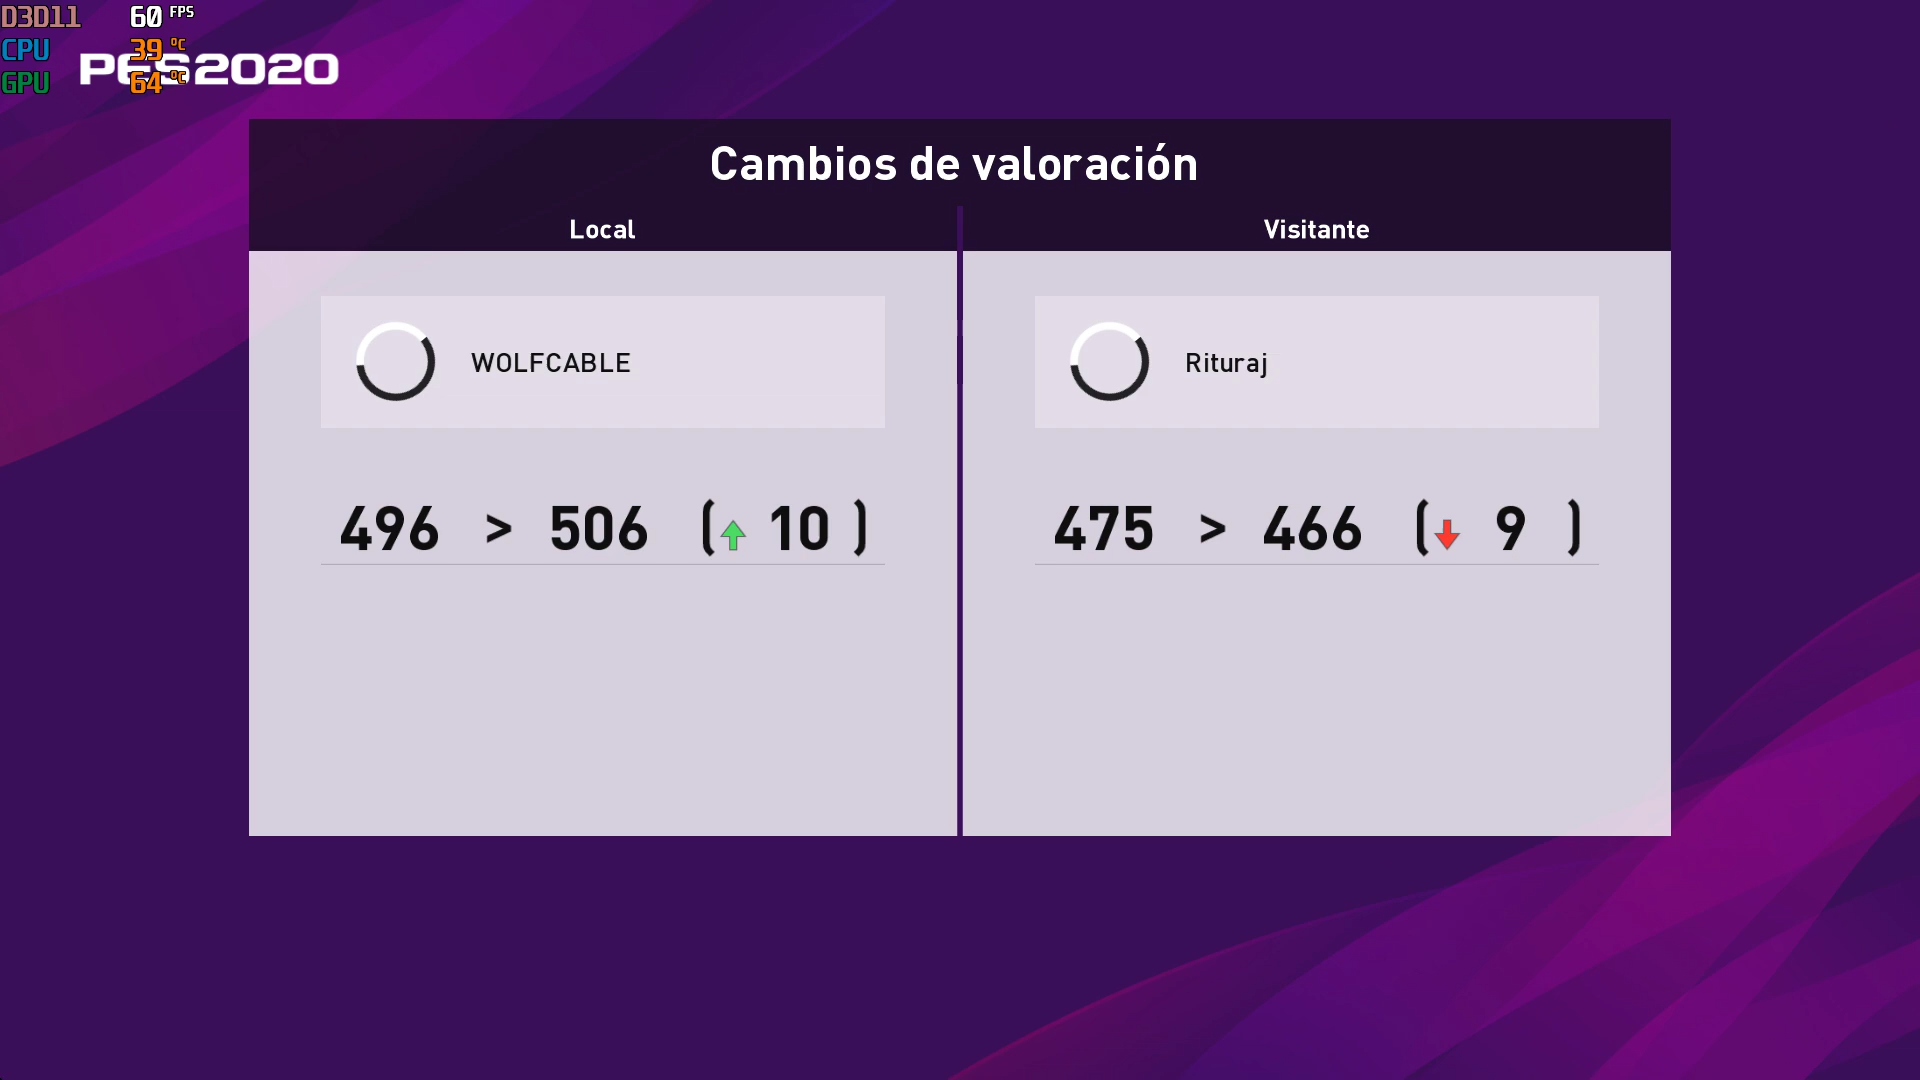 D3D11 60 FPS
CPU 39 °C
GPU 64 °C
PES2020
Cambios de valoración
Local
Visitante
WOLFCABLE
Rituraj
496 > 506 ( 10 )
475 > 466 ( 9 )